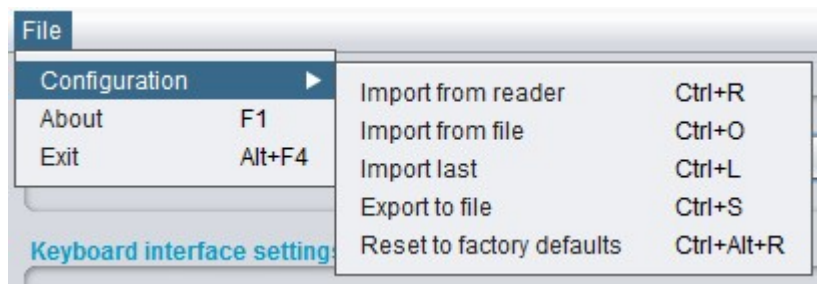 File
Configuration
About F1
Exit Alt+F4
Import from reader Ctrl+R
Import from file Ctrl+O
Import last Ctrl+L
Export to file Ctrl+S
Reset to factory defaults Ctrl+Alt+R
Keyboard interface